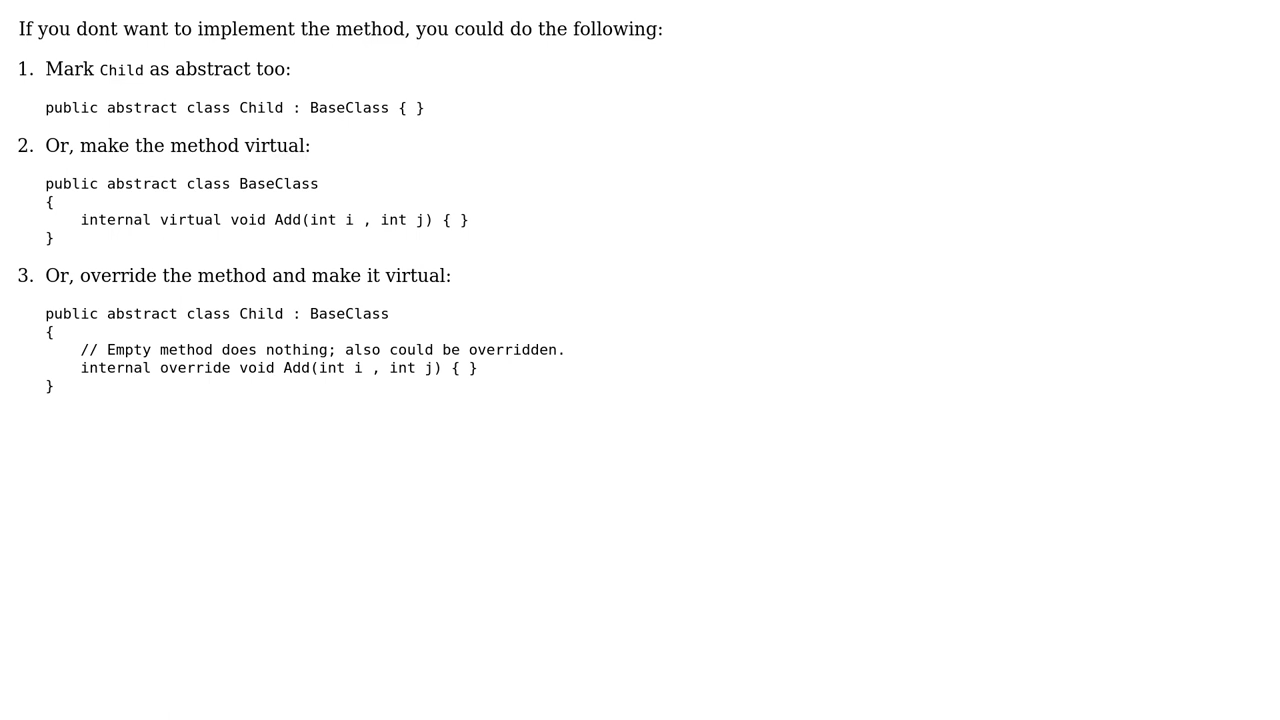 If you dont want to implement the method, you could do the following:
1. Mark Child as abstract too:
public abstract class Child : BaseClass { }
2. Or, make the method virtual:
public abstract class BaseClass
{
    internal virtual void Add(int i , int j) { }
}
3. Or, override the method and make it virtual:
public abstract class Child : BaseClass
{
    // Empty method does nothing; also could be overridden.
    internal override void Add(int i , int j) { }
}